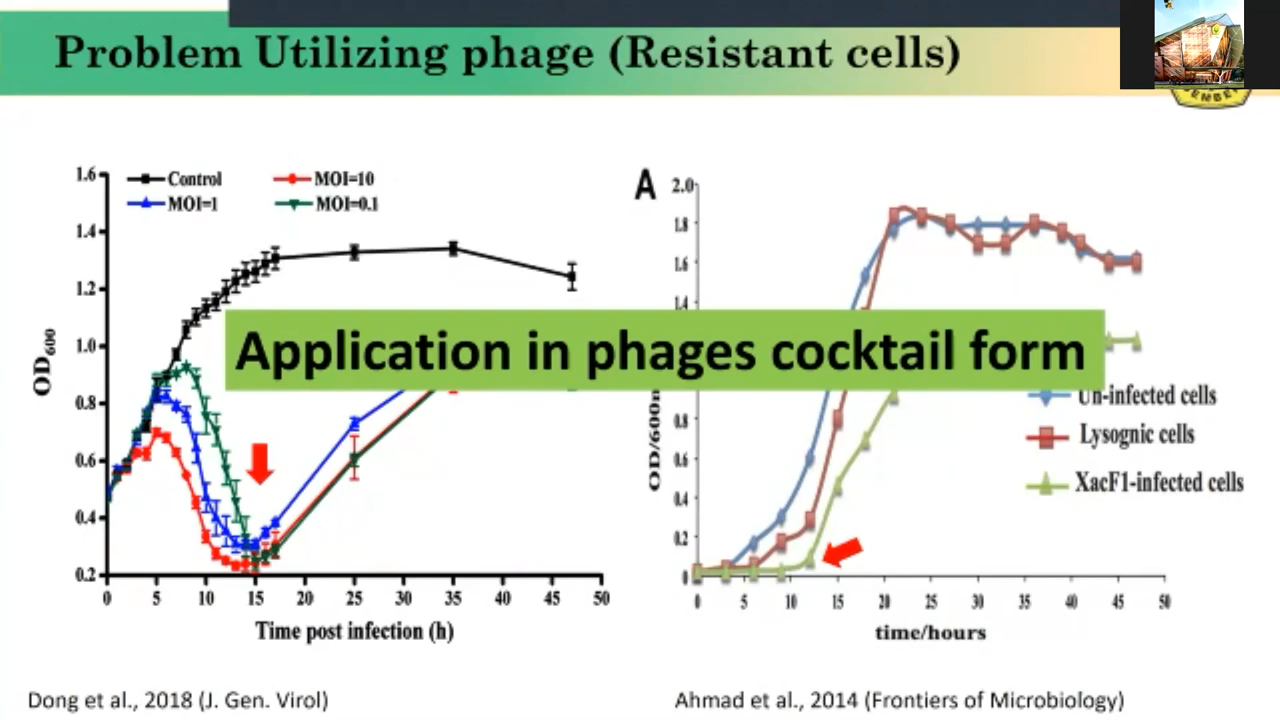 Problem Utilizing phage (Resistant cells)
JEMBER
Control
MOI=10
MOI=1
MOI=0.1
1.6
1.4
1.2
1.0
0.8
0.6
0.4
0.2
OD600
0 5 10 15 20 25 30 35 40 45 50
Time post infection (h)
A
2.0
1.8
1.6
1.4
Application in phages cocktail form
0.8
0.6
0.4
0.2
0
Un-infected cells
Lysognic cells
XacF1-infected cells
0 5 10 15 20 25 30 35 40 45 50
time/hours
Dong et al., 2018 (J. Gen. Virol)
Ahmad et al., 2014 (Frontiers of Microbiology)